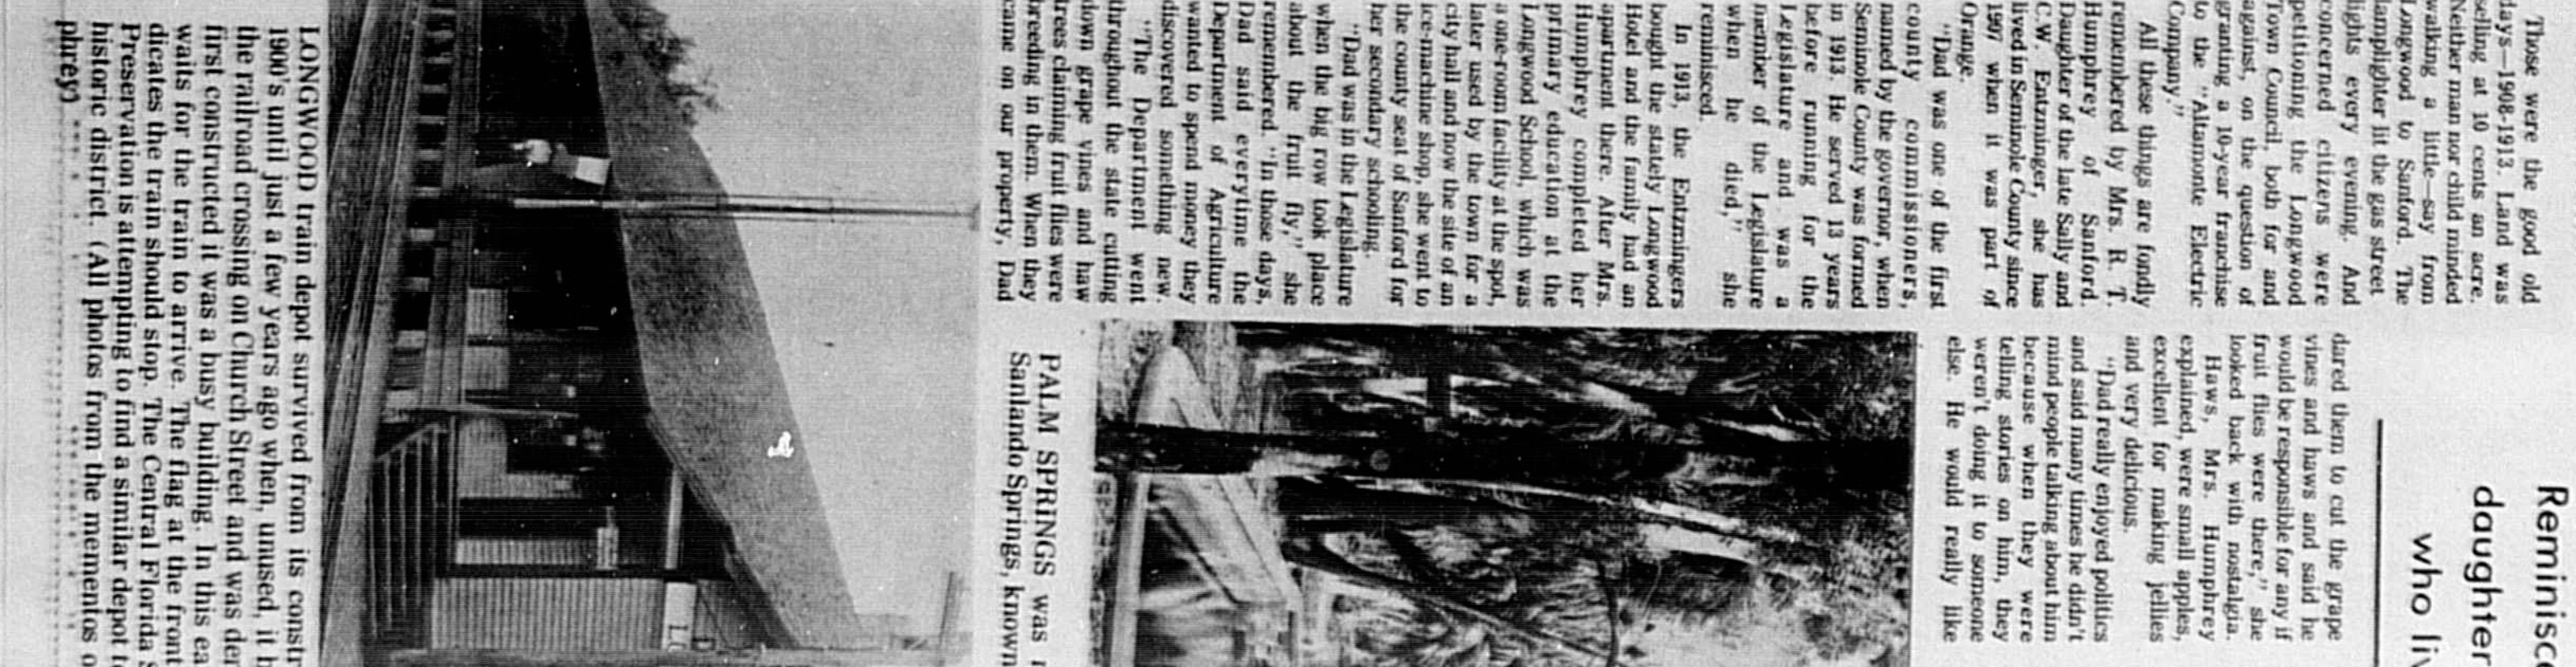 Reminisc
daughter
who liv
Those were the good old
days—1908-1913. Land was
selling at 10 cents an acre.
Neither man nor child minded
walking a little—say from
Longwood to Sanford. The
lamplighter lit the gas street
lights every evening. And
concerned citizens were
petitioning the Longwood
Town Council, both for and
against, on the question of
granting a 10-year franchise
to the "Altamonte Electric
Company."
All these things are fondly
remembered by Mrs. R. T.
Humphrey of Sanford.
Daughter of the late Sally and
C.W. Entzminger, she has
lived in Seminole County since
1907 when it was part of
Orange.
"Dad was one of the first
county commissioners,
named by the governor, when
Seminole County was formed
in 1913. He served 13 years
before running for the
Legislature and was a
member of the Legislature
when he died," she
reminisced.
In 1913, the Entzmingers
bought the stately Longwood
Hotel and the family had an
apartment there. After Mrs.
Humphrey completed her
primary education at the
Longwood School, which was
a one-room facility at the spot,
later used by the town for a
city hall and now the site of an
ice-machine shop, she went to
the county seat of Sanford for
her secondary schooling.
"Dad was in the Legislature
when the big row took place
about the fruit fly," she
remembered. "In those days,
Dad said everytime the
Department of Agriculture
wanted to spend money they
discovered something new.
"The Department went
throughout the state cutting
down grape vines and haw
trees claiming fruit flies were
breeding in them. When they
came on our property, Dad
dared them to cut the grape
vines and haws and said he
would be responsible for any if
fruit flies were there," she
looked back with nostalgia.
Haws, Mrs. Humphrey
explained, were small apples,
excellent for making jellies
and very delicious.
"Dad really enjoyed politics
and said many times he didn't
mind people talking about him
because when they were
telling stories on him, they
weren't doing it to someone
else. He would really like
PALM SPRINGS was
Sanlando Springs, known
LONGWOOD train depot survived from its constr
1900's until just a few years ago when, unused, it
the railroad crossing on Church Street and was
first constructed it was a busy building. In this
waits for the train to arrive. The flag at the front
dicates the train should stop. The Central Florida
Preservation is attempting to find a similar depot
historic district. (All photos from the mementos
phrey)